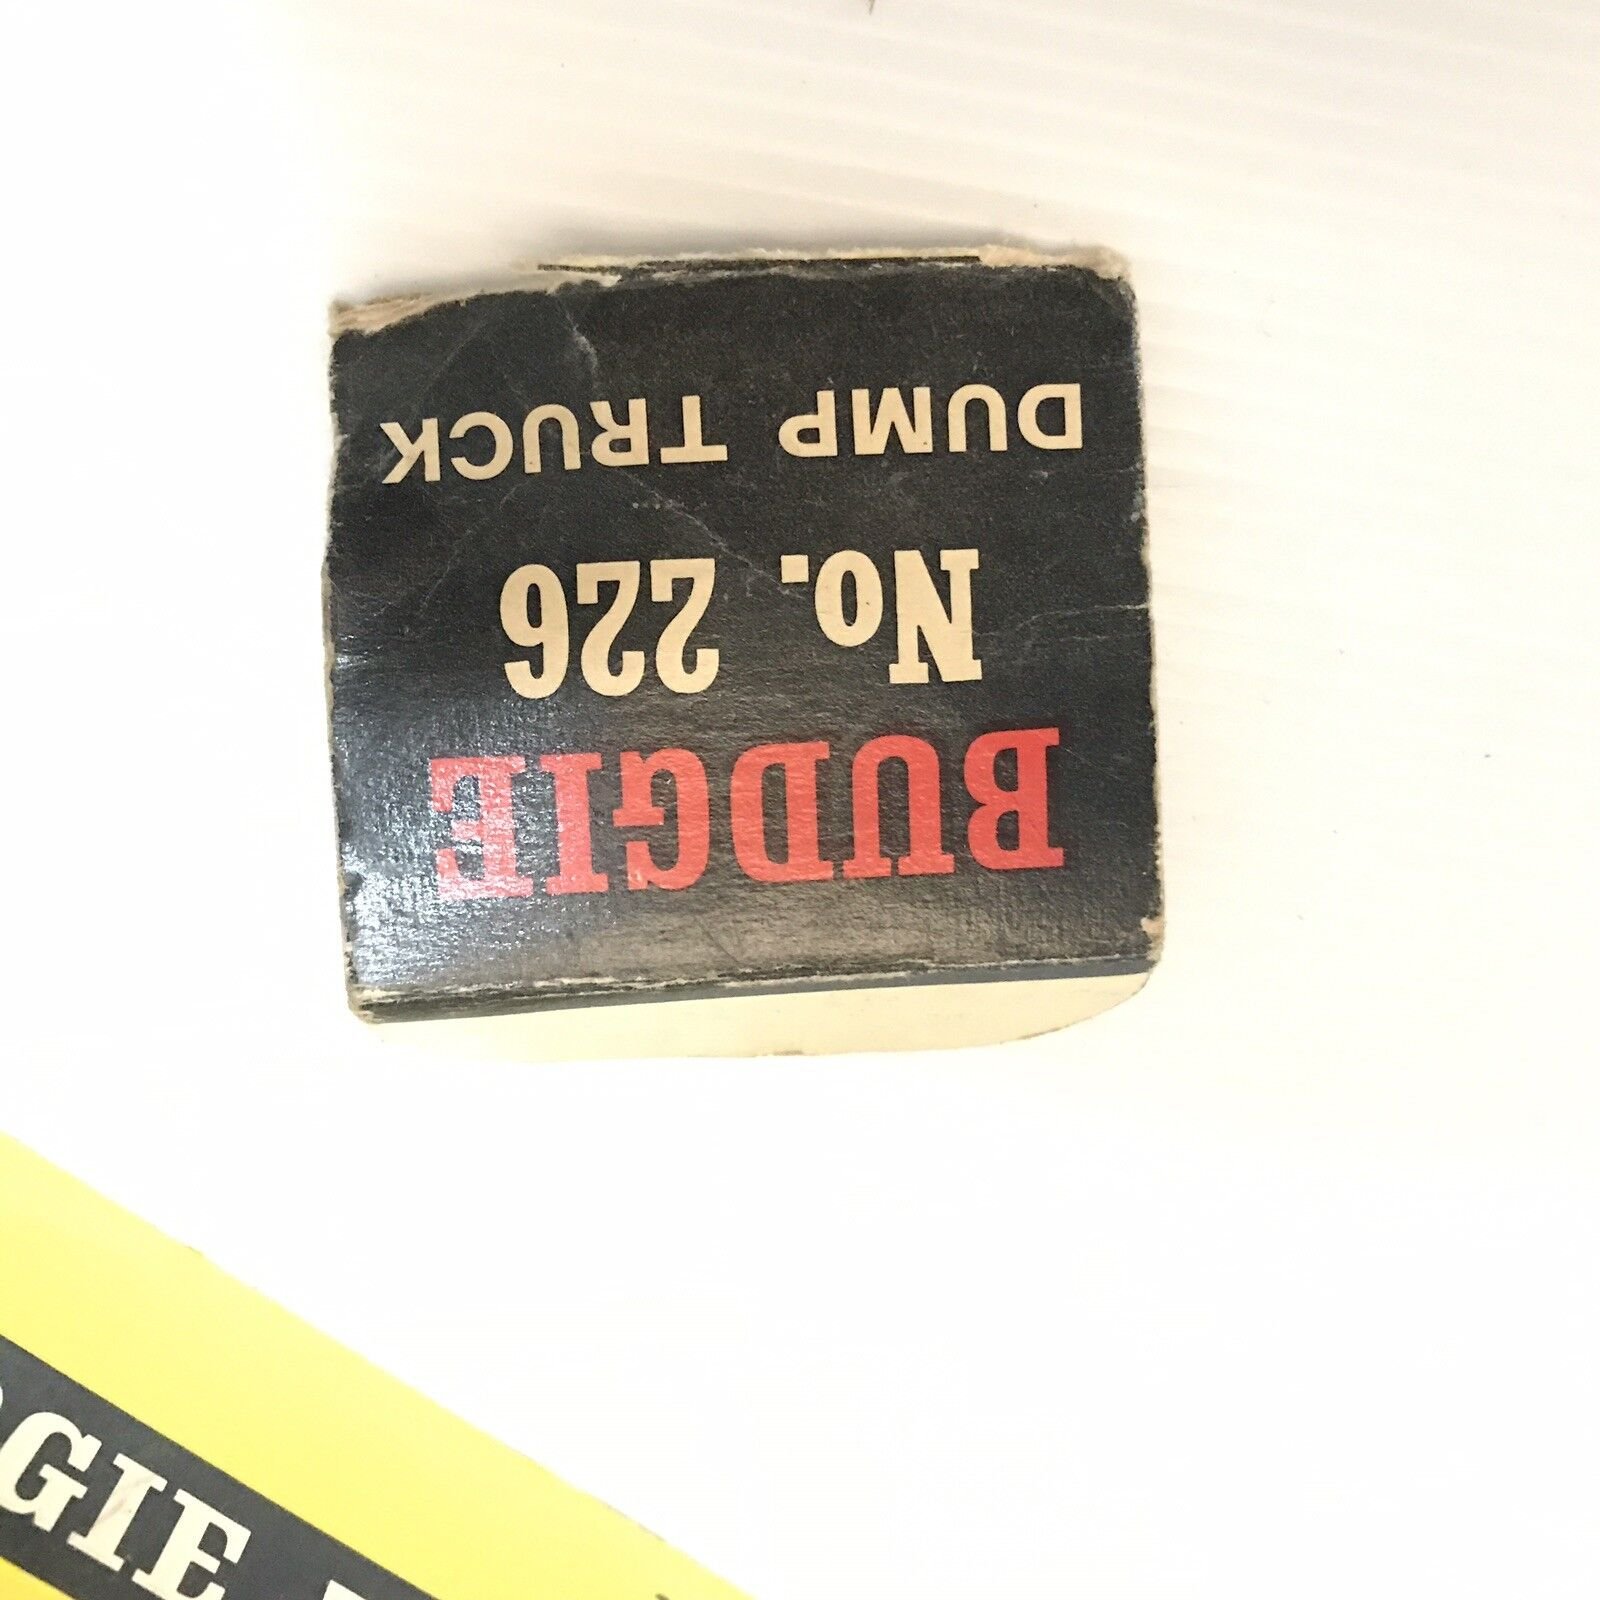 BUDGIE
No. 226
DUMP TRUCK
GIE